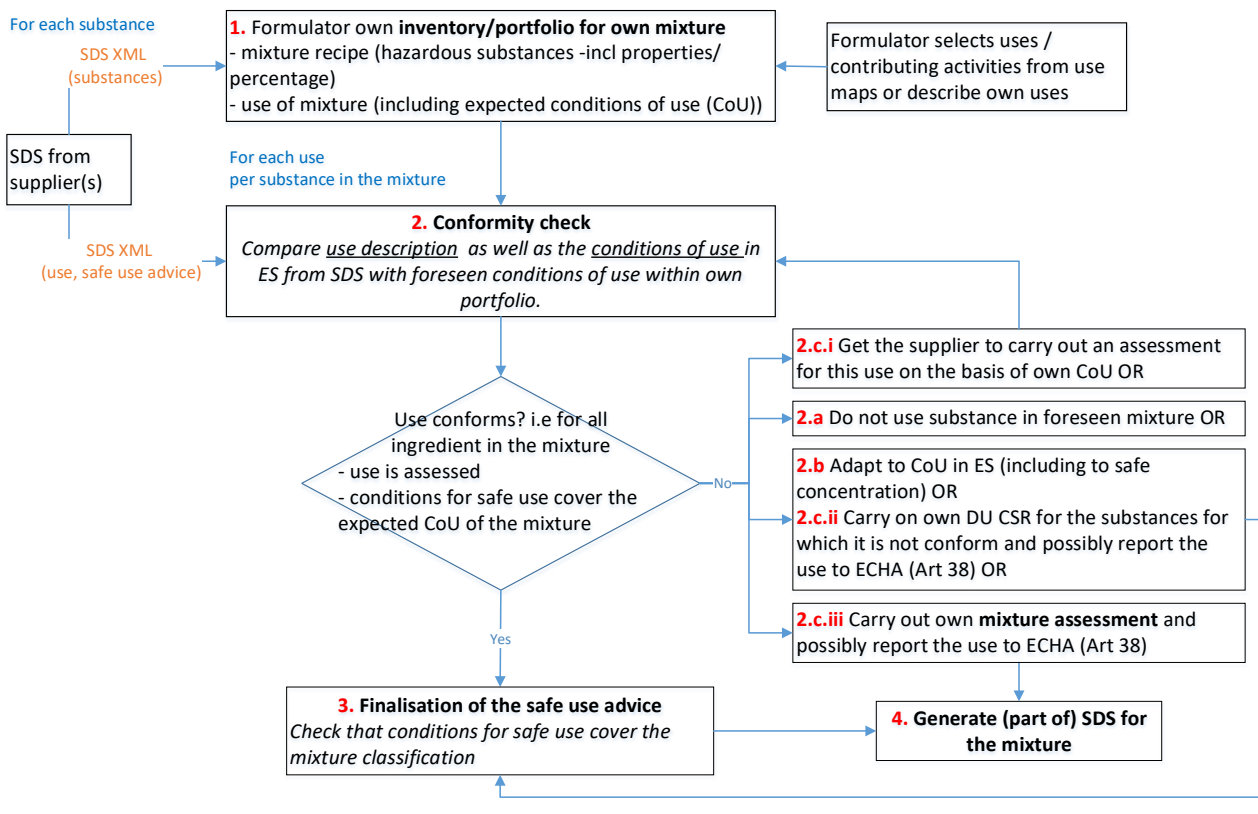 For each substance
SDS XML
(substances)
1. Formulator own inventory/portfolio for own mixture
- mixture recipe (hazardous substances -incl properties/
percentage)
- use of mixture (including expected conditions of use (CoU))
Formulator selects uses /
contributing activities from use
maps or describe own uses
SDS from
supplier(s)
For each use
per substance in the mixture
SDS XML
(use, safe use advice)
2. Conformity check
Compare use description as well as the conditions of use in
ES from SDS with foreseen conditions of use within own
portfolio.
Use conforms? i.e for all
ingredient in the mixture
- use is assessed
- conditions for safe use cover the
expected CoU of the mixture
No
2.c.i Get the supplier to carry out an assessment
for this use on the basis of own CoU OR
2.a Do not use substance in foreseen mixture OR
2.b Adapt to CoU in ES (including to safe
concentration) OR
2.c.ii Carry on own DU CSR for the substances for
which it is not conform and possibly report the
use to ECHA (Art 38) OR
2.c.iii Carry out own mixture assessment and
possibly report the use to ECHA (Art 38)
Yes
3. Finalisation of the safe use advice
Check that conditions for safe use cover the
mixture classification
4. Generate (part of) SDS for
the mixture